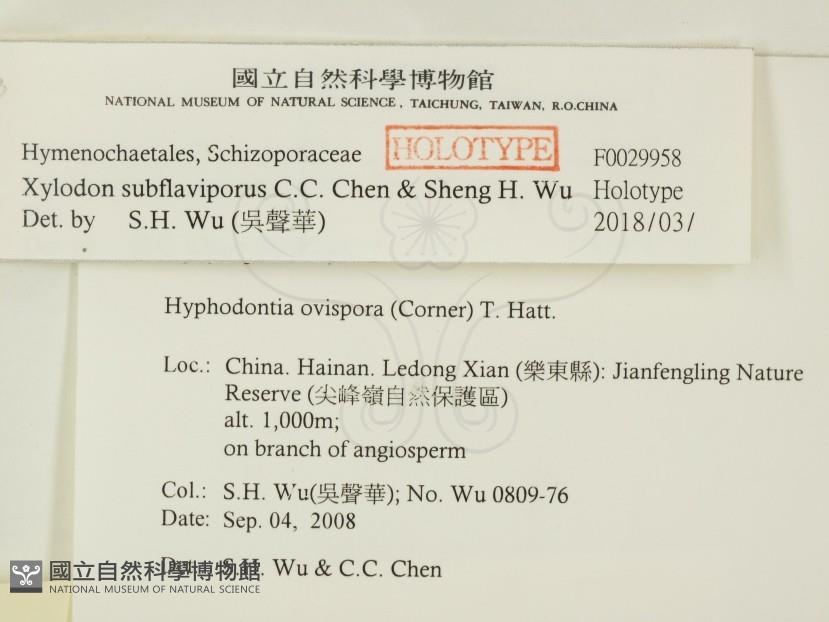 國立自然科學博物館
NATIONAL MUSEUM OF NATURAL SCIENCE, TAICHUNG, TAIWAN, R.O.CHINA
Hymenochaetales, Schizoporaceae HOLOTYPE F0029958
Xylodon subflaviporus C.C. Chen & Sheng H. Wu Holotype
Det. by S.H. Wu (吳聲華) 2018/03/
Hyphodontia ovispora (Corner) T. Hatt.
Loc.: China. Hainan. Ledong Xian (樂東縣): Jianfengling Nature
Reserve (尖峰嶺自然保護區)
alt. 1,000m;
on branch of angiosperm
Col.: S.H. Wu(吳聲華); No. Wu 0809-76
Date: Sep. 04, 2008
S.H. Wu & C.C. Chen
國立自然科學博物館
NATIONAL MUSEUM OF NATURAL SCIENCE